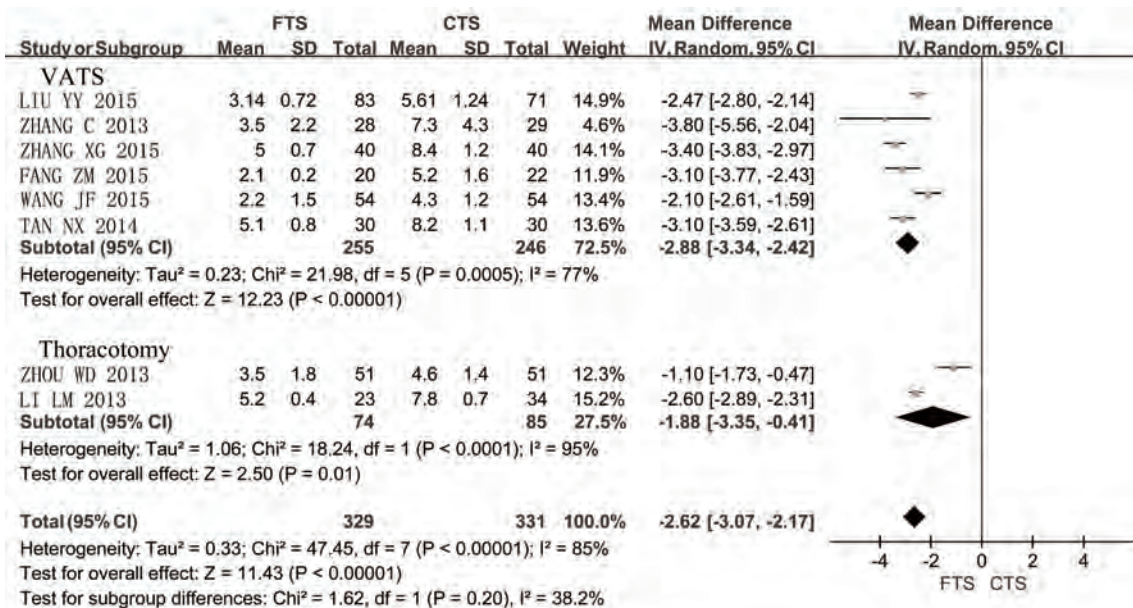 FTS CTS Mean Difference Mean Difference
Study or Subgroup Mean SD Total Mean SD Total Weight IV. Random. 95% CI IV. Random. 95% CI
VATS
LIU YY 2015 3.14 0.72 83 5.61 1.24 71 14.9% -2.47 [-2.80, -2.14]
ZHANG C 2013 3.5 2.2 28 7.3 4.3 29 4.6% -3.80 [-5.56, -2.04]
ZHANG XG 2015 5 0.7 40 8.4 1.2 40 14.1% -3.40 [-3.83, -2.97]
FANG ZM 2015 2.1 0.2 20 5.2 1.6 22 11.9% -3.10 [-3.77, -2.43]
WANG JF 2015 2.2 1.5 54 4.3 1.2 54 13.4% -2.10 [-2.61, -1.59]
TAN NX 2014 5.1 0.8 30 8.2 1.1 30 13.6% -3.10 [-3.59, -2.61]
Subtotal (95% CI) 255 246 72.5% -2.88 [-3.34, -2.42]
Heterogeneity: Tau² = 0.23; Chi² = 21.98, df = 5 (P = 0.0005); I² = 77%
Test for overall effect: Z = 12.23 (P < 0.00001)
Thoracotomy
ZHOU WD 2013 3.5 1.8 51 4.6 1.4 51 12.3% -1.10 [-1.73, -0.47]
LI LM 2013 5.2 0.4 23 7.8 0.7 34 15.2% -2.60 [-2.89, -2.31]
Subtotal (95% CI) 74 85 27.5% -1.88 [-3.35, -0.41]
Heterogeneity: Tau² = 1.06; Chi² = 18.24, df = 1 (P < 0.0001); I² = 95%
Test for overall effect: Z = 2.50 (P = 0.01)
Total (95% CI) 329 331 100.0% -2.62 [-3.07, -2.17]
Heterogeneity: Tau² = 0.33; Chi² = 47.45, df = 7 (P < 0.00001); I² = 85%
Test for overall effect: Z = 11.43 (P < 0.00001)
Test for subgroup differences: Chi² = 1.62, df = 1 (P = 0.20), I² = 38.2%
-4 -2 0 2 4
FTS CTS